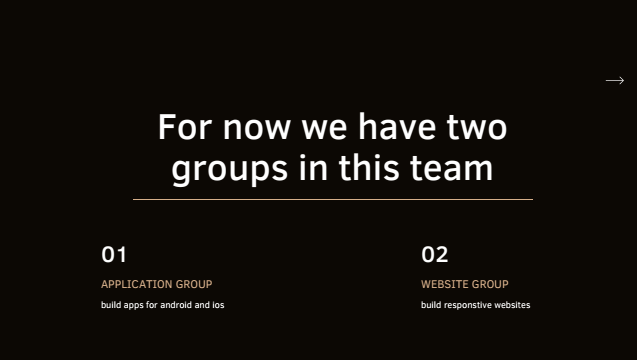 For now we have two
groups in this team
01
APPLICATION GROUP
build apps for android and ios
02
WEBSITE GROUP
build responstive websites